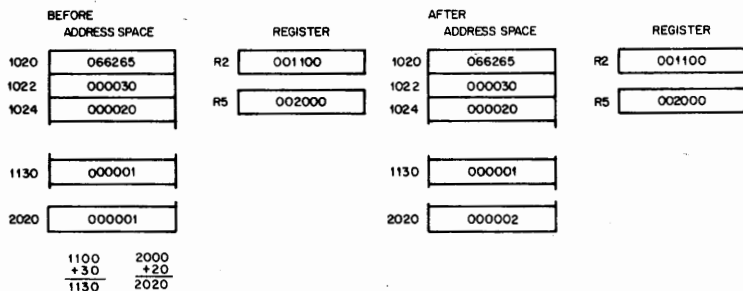 BEFORE AFTER
ADDRESS SPACE REGISTER ADDRESS SPACE REGISTER
1020 066265 R2 001100 1020 066265 R2 001100
1022 000030 1022 000030
1024 000020 R5 002000 1024 000020 R5 002000
1130 000001 1130 000001
2020 000001 2020 000002
1100 2000
+30 +20
1130 2020